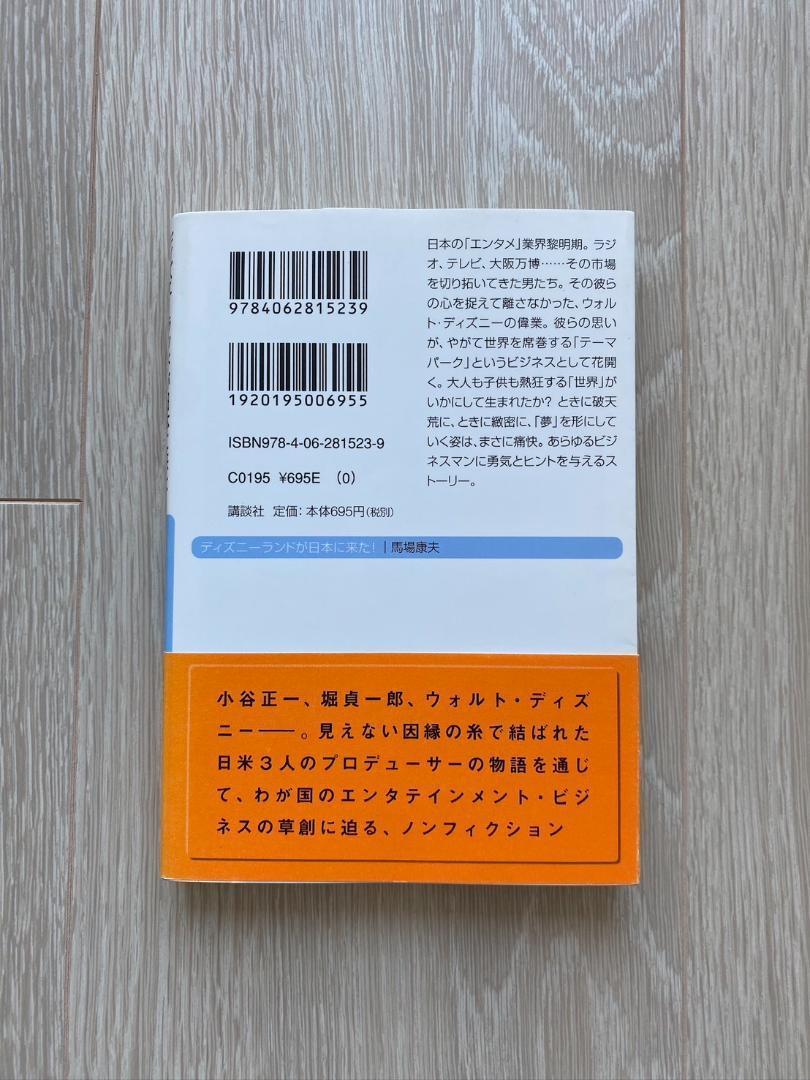 9784062815239
1920195006955
ISBN978-4-06-281523-9
C0195 ¥695E (0)
講談社 定価：本体695円(税別)
日本の「エンタメ」業界黎明期。ラジ
オ、テレビ、大阪万博……その市場
を切り拓いてきた男たち。その彼ら
の心を捉えて離さなかった、ウォル
ト・ディズニーの偉業。彼らの思い
が、やがて世界を席巻する「テーマ
パーク」というビジネスとして花開
く。大人も子供も熱狂する「世界」が
いかにして生まれたか？ ときに破天
荒に、ときに緻密に、「夢」を形にして
いく姿は、まさに痛快。あらゆるビジ
ネスマンに勇気とヒントを与えるス
トーリー。
ディズニーランドが日本に来た！｜馬場康夫
小谷正一、堀貞一郎、ウォルト・ディズ
ニー――。見えない因縁の糸で結ばれた
日米３人のプロデューサーの物語を通じ
て、わが国のエンタテインメント・ビジ
ネスの草創に迫る、ノンフィクション